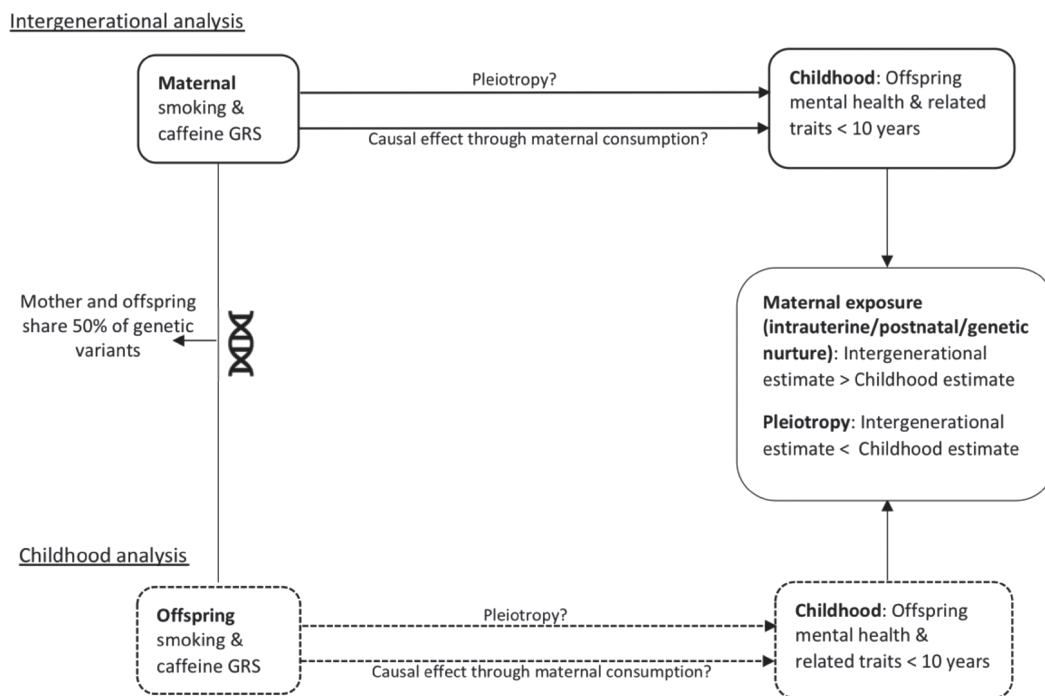 Intergenerational analysis
Maternal
smoking &
caffeine GRS
Pleiotropy?
Causal effect through maternal consumption?
Childhood: Offspring
mental health & related
traits < 10 years
Mother and offspring
share 50% of genetic
variants
Maternal exposure
(intrauterine/postnatal/genetic
nurture): Intergenerational
estimate > Childhood estimate
Pleiotropy: Intergenerational
estimate < Childhood estimate
Childhood analysis
Offspring
smoking &
caffeine GRS
Pleiotropy?
Causal effect through maternal consumption?
Childhood: Offspring
mental health &
related traits < 10 years